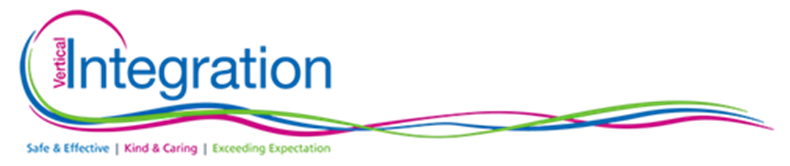 Vertical
Integration
Safe & Effective | Kind & Caring | Exceeding Expectation